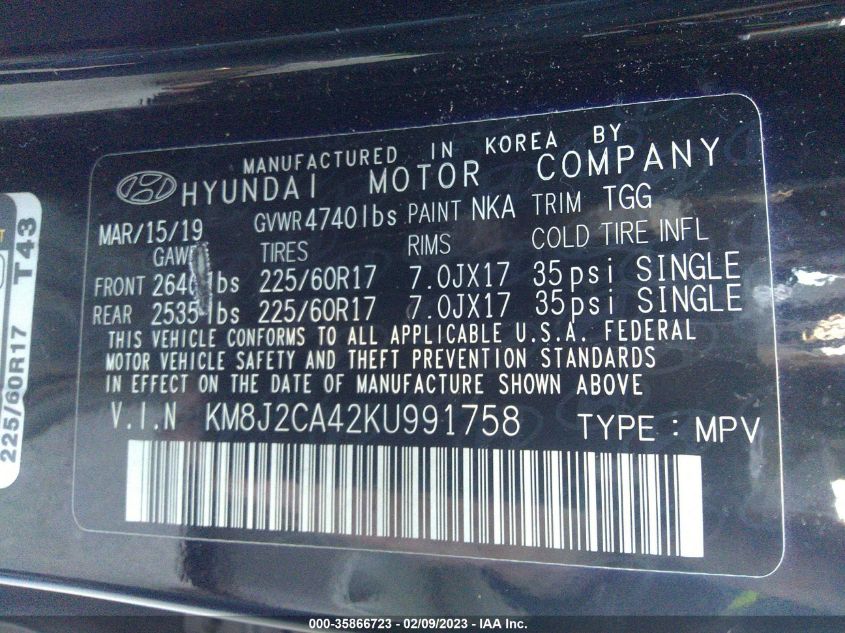 MANUFACTURED IN KOREA BY
HYUNDAI MOTOR COMPANY
MAR/15/19 GVWR 4740lbs PAINT NKA TRIM TGG
GAWR TIRES RIMS COLD TIRE INFL
FRONT lbs 225/60R17 7.0JX17 35psi SINGLE
REAR 2535lbs 225/60R17 7.0JX17 35psi SINGLE
THIS VEHICLE CONFORMS TO ALL APPLICABLE U.S.A. FEDERAL
MOTOR VEHICLE SAFETY AND THEFT PREVENTION STANDARDS
IN EFFECT ON THE DATE OF MANUFACTURE SHOWN ABOVE
V.I.N KM8J2CA42KU991758 TYPE : MPV
225/60R17 T43
000-35866723 - 02/09/2023 - IAA Inc.